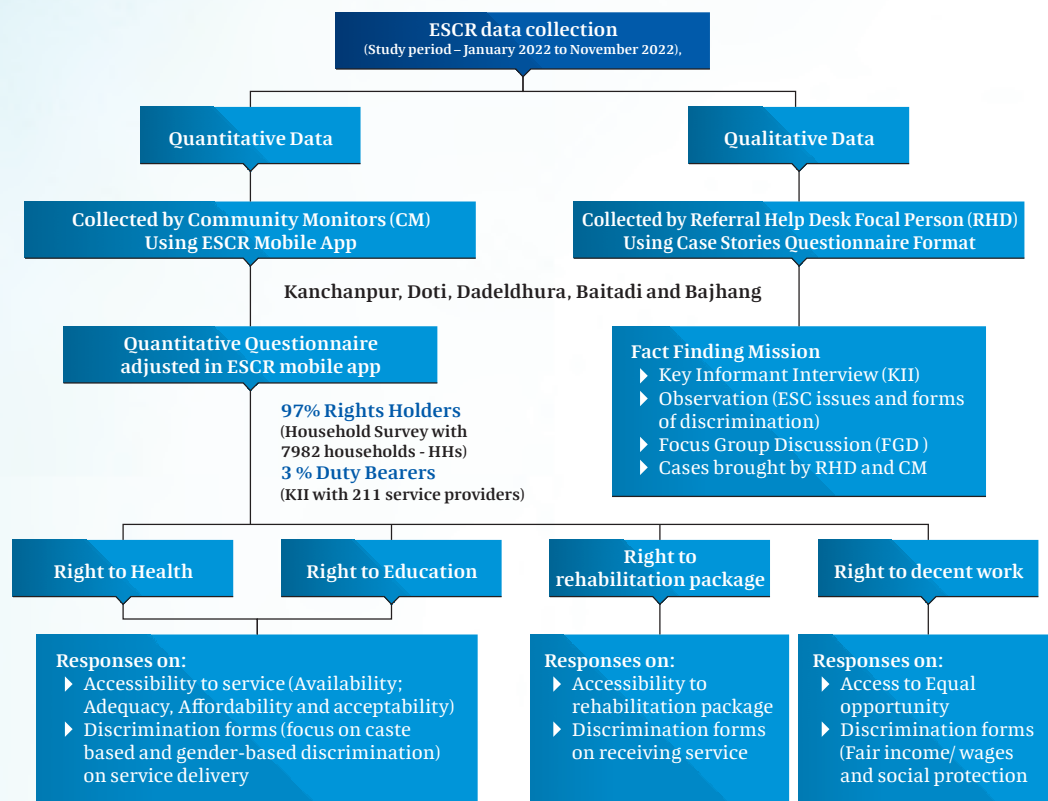 ESCR data collection
(Study period – January 2022 to November 2022),
Quantitative Data
Qualitative Data
Collected by Community Monitors (CM)
Using ESCR Mobile App
Collected by Referral Help Desk Focal Person (RHD)
Using Case Stories Questionnaire Format
Kanchanpur, Doti, Dadeldhura, Baitadi and Bajhang
Quantitative Questionnaire
adjusted in ESCR mobile app
Fact Finding Mission
Key Informant Interview (KII)
Observation (ESC issues and forms
of discrimination)
Focus Group Discussion (FGD )
Cases brought by RHD and CM
97% Rights Holders
(Household Survey with
7982 households - HHs)
3 % Duty Bearers
(KII with 211 service providers)
Right to Health
Right to Education
Right to
rehabilitation package
Right to decent work
Responses on:
Accessibility to service (Availability;
Adequacy, Affordability and acceptability)
Discrimination forms (focus on caste
based and gender-based discrimination)
on service delivery
Responses on:
Accessibility to
rehabilitation package
Discrimination forms
on receiving service
Responses on:
Access to Equal
opportunity
Discrimination forms
(Fair income/ wages
and social protection